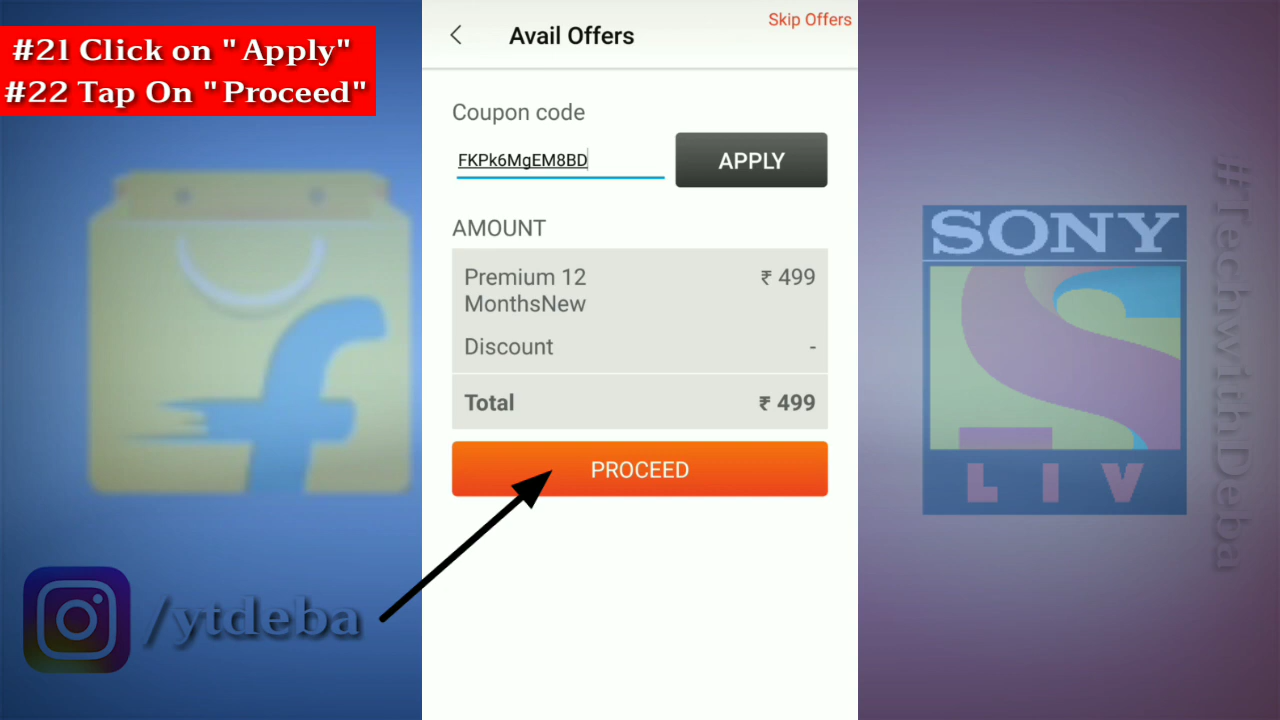 #21 Click on "Apply"
#22 Tap On "Proceed"
Skip Offers
Avail Offers
Coupon code
FKPk6MgEM8BD
APPLY
AMOUNT
Premium 12 ₹ 499
MonthsNew
Discount -
Total ₹ 499
PROCEED
/ytdeba
SONY
LIV
#TechwithDeba